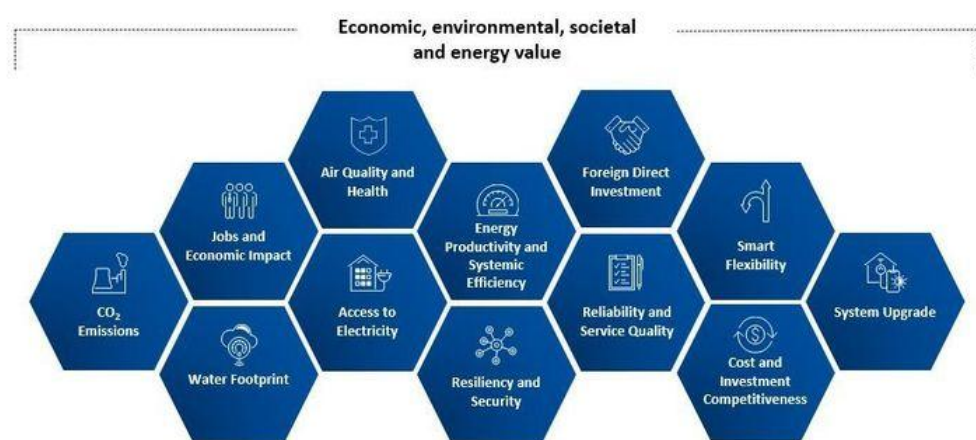 Economic, environmental, societal
and energy value
Air Quality and
Health
Foreign Direct
Investment
Jobs and
Economic Impact
Energy
Productivity and
Systemic
Efficiency
Smart
Flexibility
CO₂
Emissions
Access to
Electricity
Reliability and
Service Quality
System Upgrade
Water Footprint
Resiliency and
Security
Cost and
Investment
Competitiveness